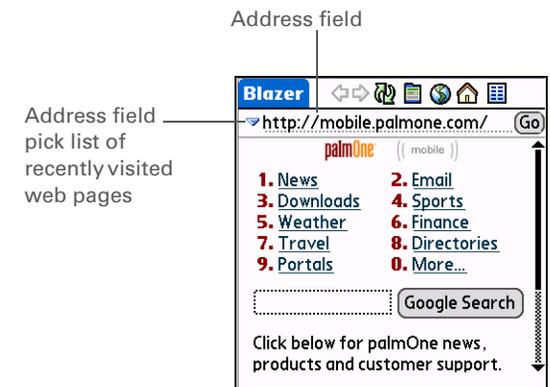 Address field
Address field
pick list of
recently visited
web pages
Blazer
http://mobile.palmone.com/ Go
palmOne ((mobile))
1. News 2. Email
3. Downloads 4. Sports
5. Weather 6. Finance
7. Travel 8. Directories
9. Portals 0. More...
Google Search
Click below for palmOne news,
products and customer support.